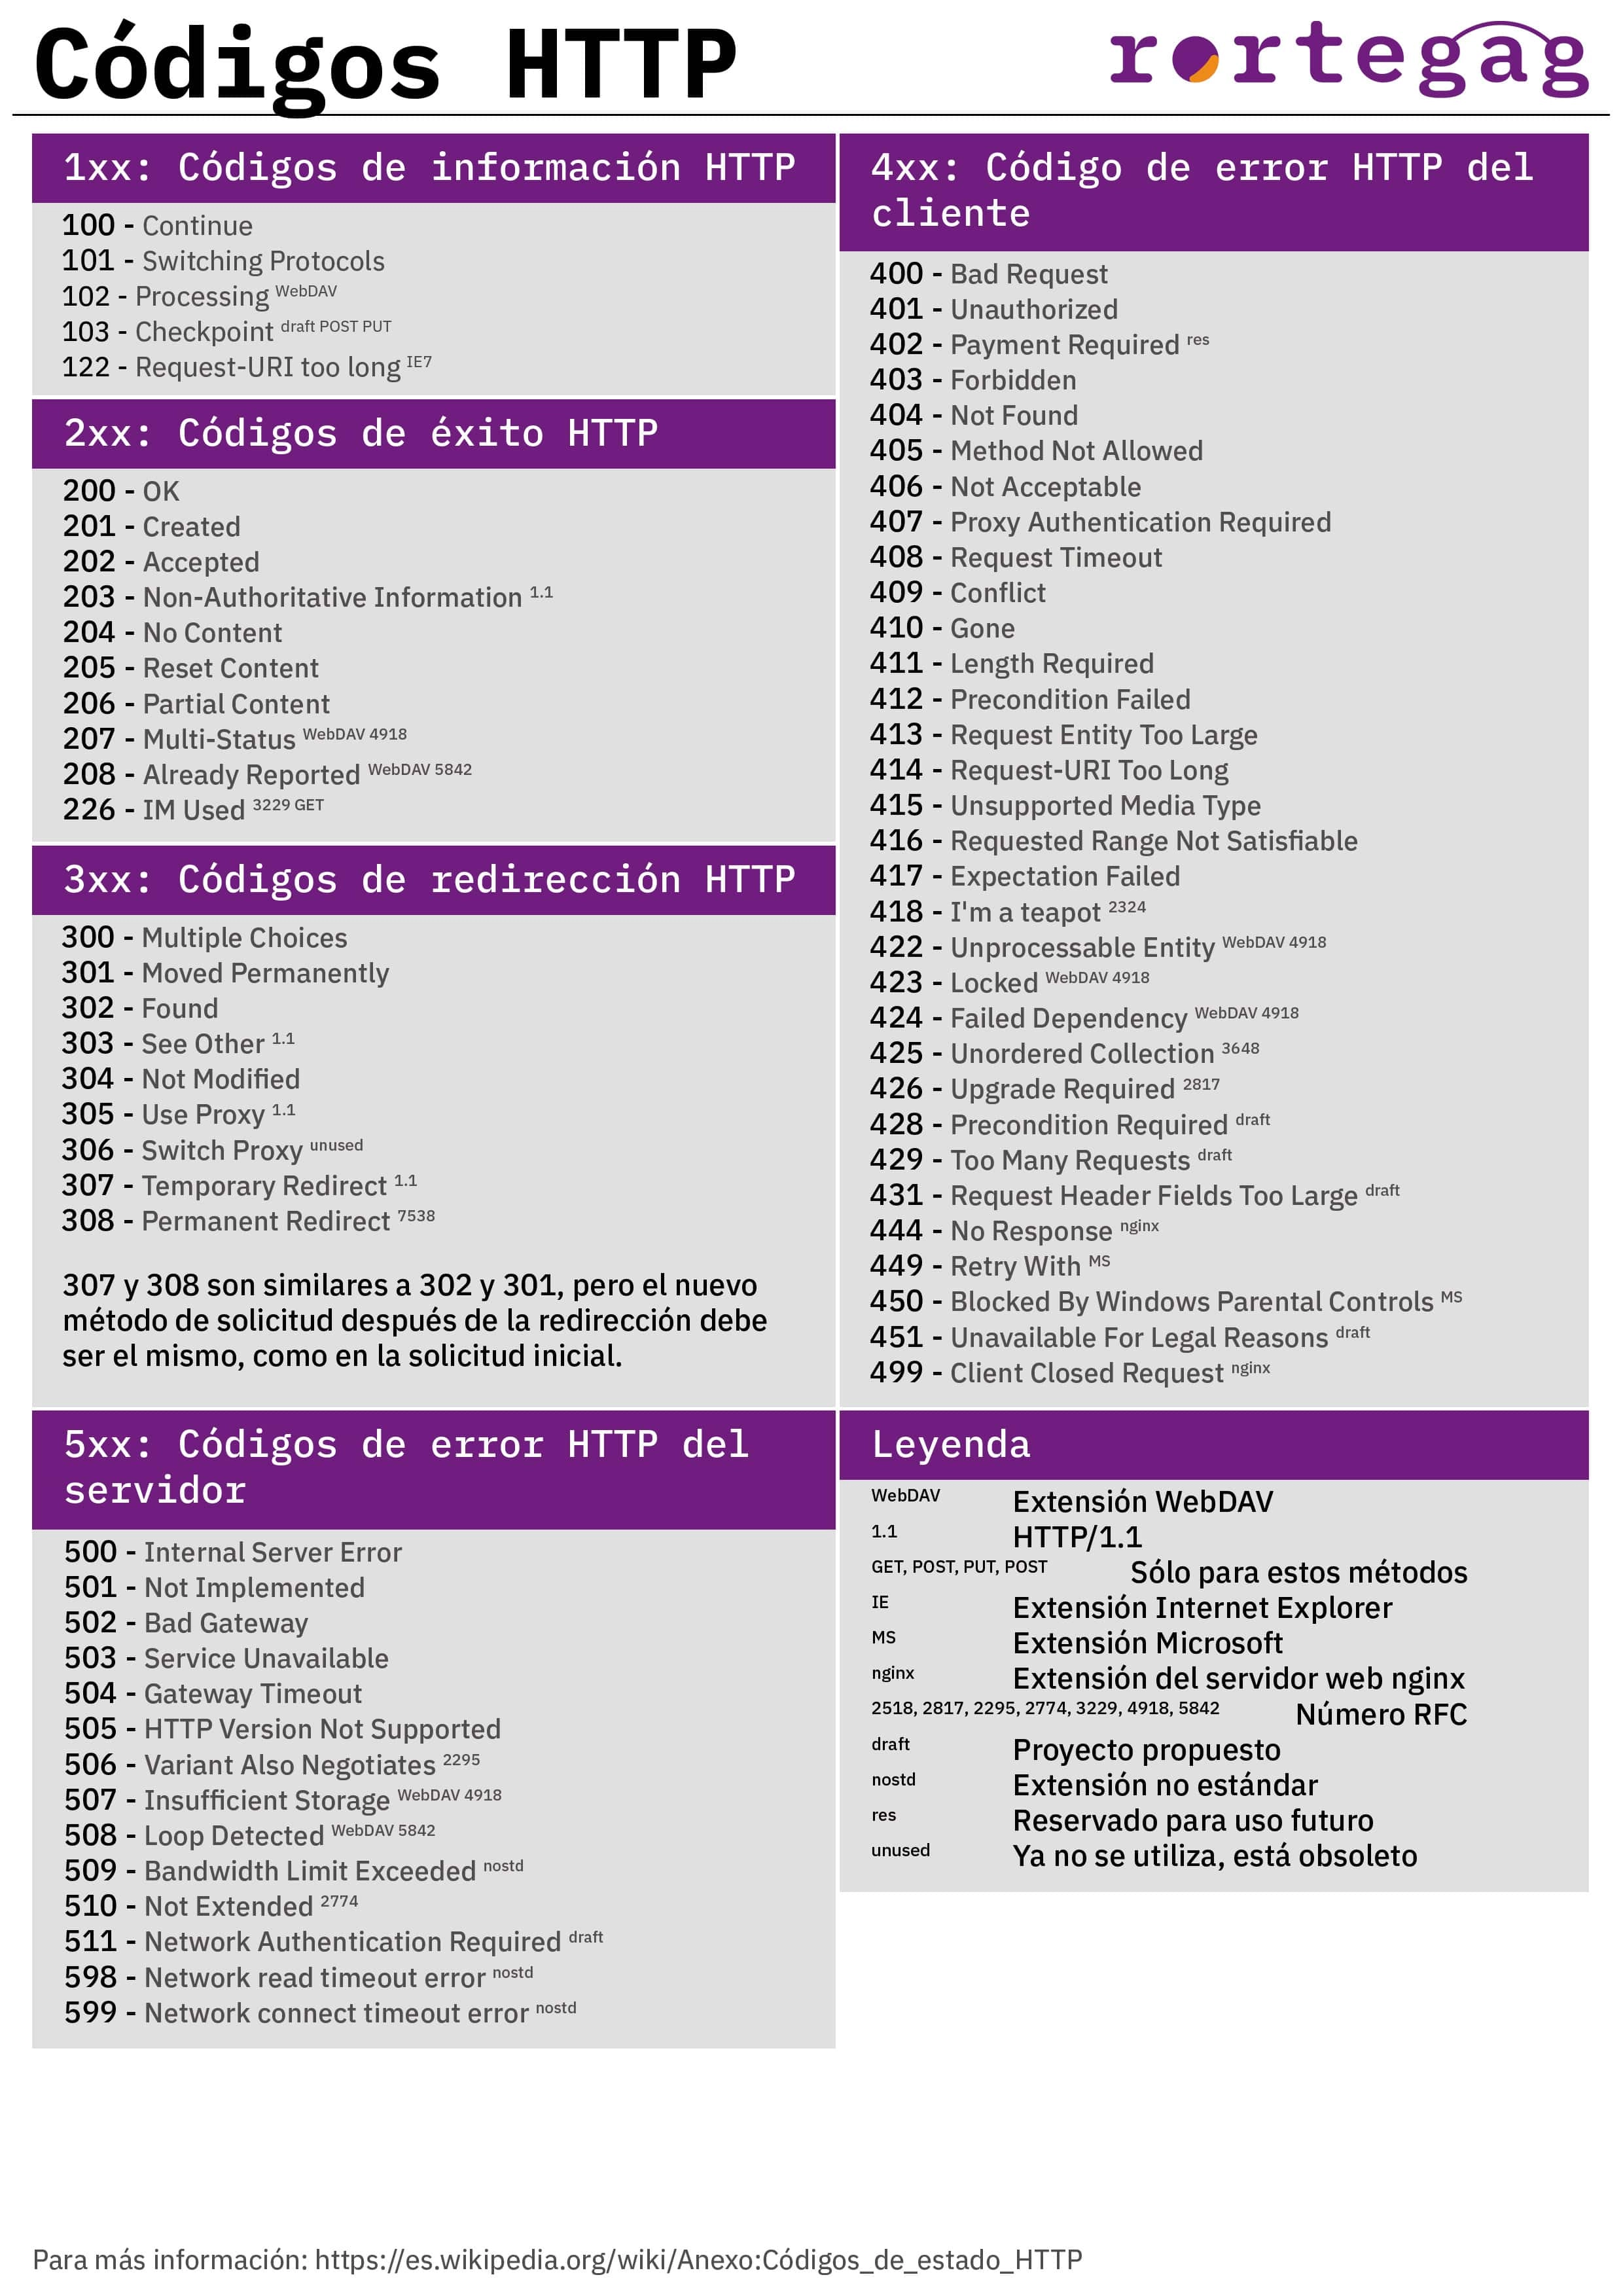 Códigos HTTP
rortegag
1xx: Códigos de información HTTP
100 - Continue
101 - Switching Protocols
102 - Processing WebDAV
103 - Checkpoint draft POST PUT
122 - Request-URI too long IE7
2xx: Códigos de éxito HTTP
200 - OK
201 - Created
202 - Accepted
203 - Non-Authoritative Information 1.1
204 - No Content
205 - Reset Content
206 - Partial Content
207 - Multi-Status WebDAV 4918
208 - Already Reported WebDAV 5842
226 - IM Used 3229 GET
3xx: Códigos de redirección HTTP
300 - Multiple Choices
301 - Moved Permanently
302 - Found
303 - See Other 1.1
304 - Not Modified
305 - Use Proxy 1.1
306 - Switch Proxy unused
307 - Temporary Redirect 1.1
308 - Permanent Redirect 7538
307 y 308 son similares a 302 y 301, pero el nuevo
método de solicitud después de la redirección debe
ser el mismo, como en la solicitud inicial.
5xx: Códigos de error HTTP del
servidor
500 - Internal Server Error
501 - Not Implemented
502 - Bad Gateway
503 - Service Unavailable
504 - Gateway Timeout
505 - HTTP Version Not Supported
506 - Variant Also Negotiates 2295
507 - Insufficient Storage WebDAV 4918
508 - Loop Detected WebDAV 5842
509 - Bandwidth Limit Exceeded nostd
510 - Not Extended 2774
511 - Network Authentication Required draft
598 - Network read timeout error nostd
599 - Network connect timeout error nostd
4xx: Código de error HTTP del
cliente
400 - Bad Request
401 - Unauthorized
402 - Payment Required res
403 - Forbidden
404 - Not Found
405 - Method Not Allowed
406 - Not Acceptable
407 - Proxy Authentication Required
408 - Request Timeout
409 - Conflict
410 - Gone
411 - Length Required
412 - Precondition Failed
413 - Request Entity Too Large
414 - Request-URI Too Long
415 - Unsupported Media Type
416 - Requested Range Not Satisfiable
417 - Expectation Failed
418 - I'm a teapot 2324
422 - Unprocessable Entity WebDAV 4918
423 - Locked WebDAV 4918
424 - Failed Dependency WebDAV 4918
425 - Unordered Collection 3648
426 - Upgrade Required 2817
428 - Precondition Required draft
429 - Too Many Requests draft
431 - Request Header Fields Too Large draft
444 - No Response nginx
449 - Retry With MS
450 - Blocked By Windows Parental Controls MS
451 - Unavailable For Legal Reasons draft
499 - Client Closed Request nginx
Leyenda
WebDAV Extensión WebDAV
1.1 HTTP/1.1
GET, POST, PUT, POST Sólo para estos métodos
IE Extensión Internet Explorer
MS Extensión Microsoft
nginx Extensión del servidor web nginx
2518, 2817, 2295, 2774, 3229, 4918, 5842 Número RFC
draft Proyecto propuesto
nostd Extensión no estándar
res Reservado para uso futuro
unused Ya no se utiliza, está obsoleto
Para más información: https://es.wikipedia.org/wiki/Anexo:Códigos_de_estado_HTTP